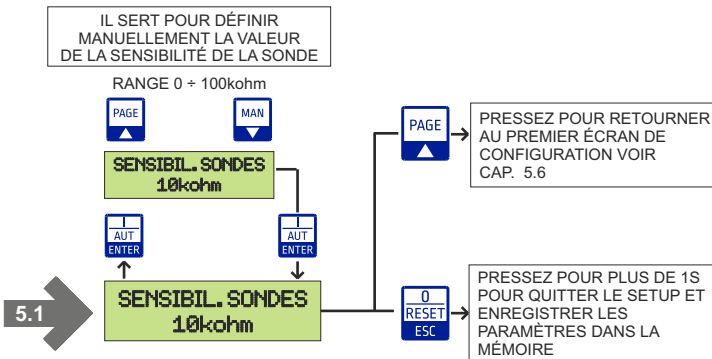 IL SERT POUR DÉFINIR
MANUELLEMENT LA VALEUR
DE LA SENSIBILITÉ DE LA SONDE
RANGE 0 ÷ 100kohm
PAGE
MAN
SENSIBIL.SONDES
10kohm
I
AUT
ENTER
I
AUT
ENTER
5.1
SENSIBIL.SONDES
10kohm
PAGE
PRESSEZ POUR RETOURNER
AU PREMIER ÉCRAN DE
CONFIGURATION VOIR
CAP. 5.6
0
RESET
ESC
PRESSEZ POUR PLUS DE 1S
POUR QUITTER LE SETUP ET
ENREGISTRER LES
PARAMÈTRES DANS LA
MÉMOIRE